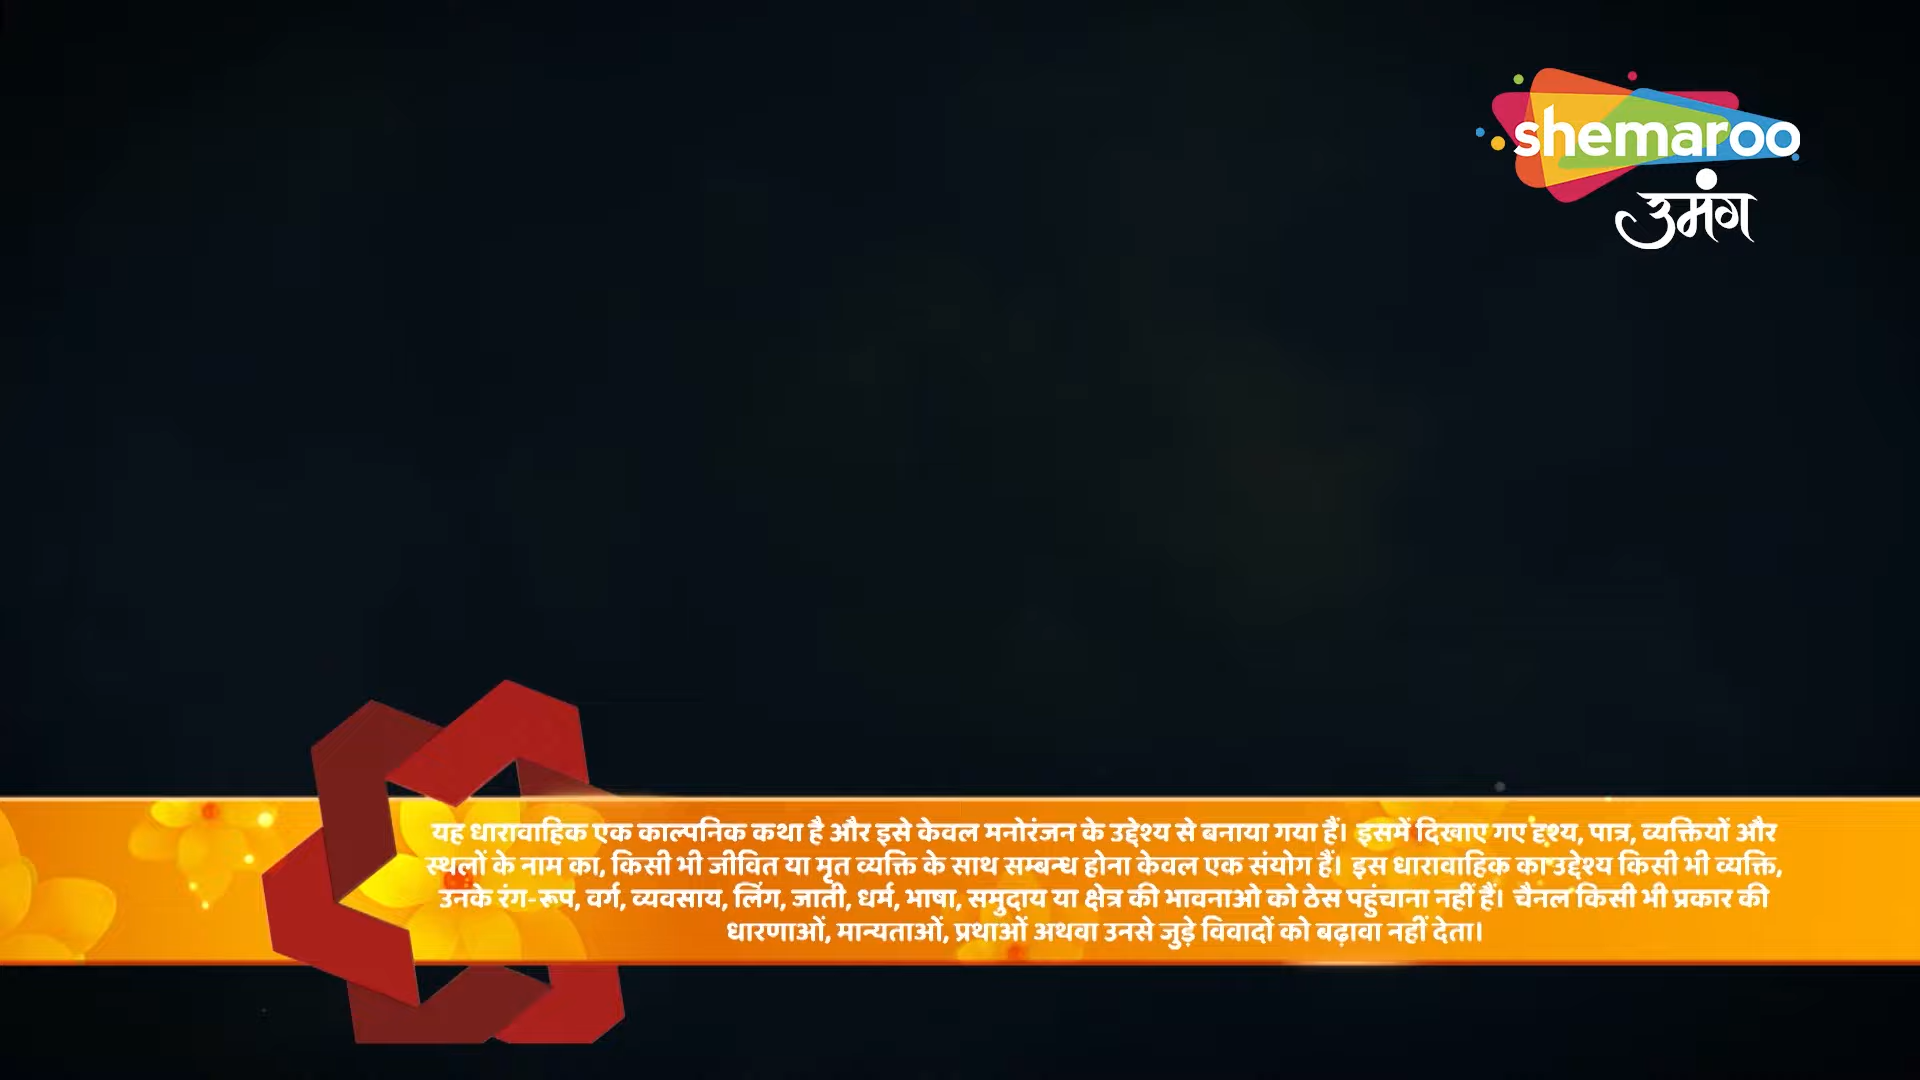 shemaroo
उमंग
यह धारावाहिक एक काल्पनिक कथा है और इसे केवल मनोरंजन के उद्देश्य से बनाया गया हैं। इसमें दिखाए गए दृश्य, पात्र, व्यक्तियों और
स्थलों के नाम का, किसी भी जीवित या मृत व्यक्ति के साथ सम्बन्ध होना केवल एक संयोग हैं। इस धारावाहिक का उद्देश्य किसी भी व्यक्ति,
उनके रंग-रूप, वर्ग, व्यवसाय, लिंग, जाती, धर्म, भाषा, समुदाय या क्षेत्र की भावनाओ को ठेस पहुंचाना नहीं हैं। चैनल किसी भी प्रकार की
धारणाओं, मान्यताओं, प्रथाओं अथवा उनसे जुड़े विवादों को बढ़ावा नहीं देता।